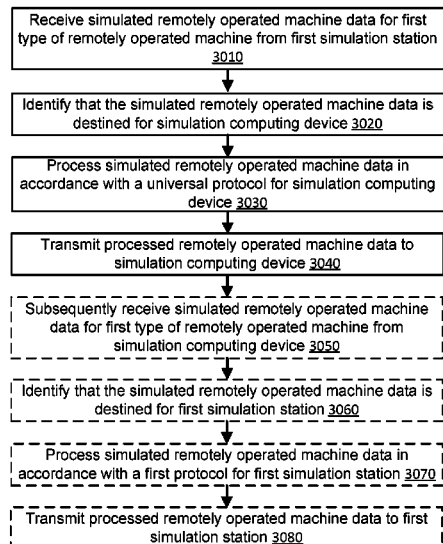 Receive simulated remotely operated machine data for first
type of remotely operated machine from first simulation station
3010
Identify that the simulated remotely operated machine data is
destined for simulation computing device 3020
Process simulated remotely operated machine data in
accordance with a universal protocol for simulation computing
device 3030
Transmit processed remotely operated machine data to
simulation computing device 3040
Subsequently receive simulated remotely operated machine
data for first type of remotely operated machine from
simulation computing device 3050
Identify that the simulated remotely operated machine data is
destined for first simulation station 3060
Process simulated remotely operated machine data in
accordance with a first protocol for first simulation station 3070
Transmit processed remotely operated machine data to first
simulation station 3080